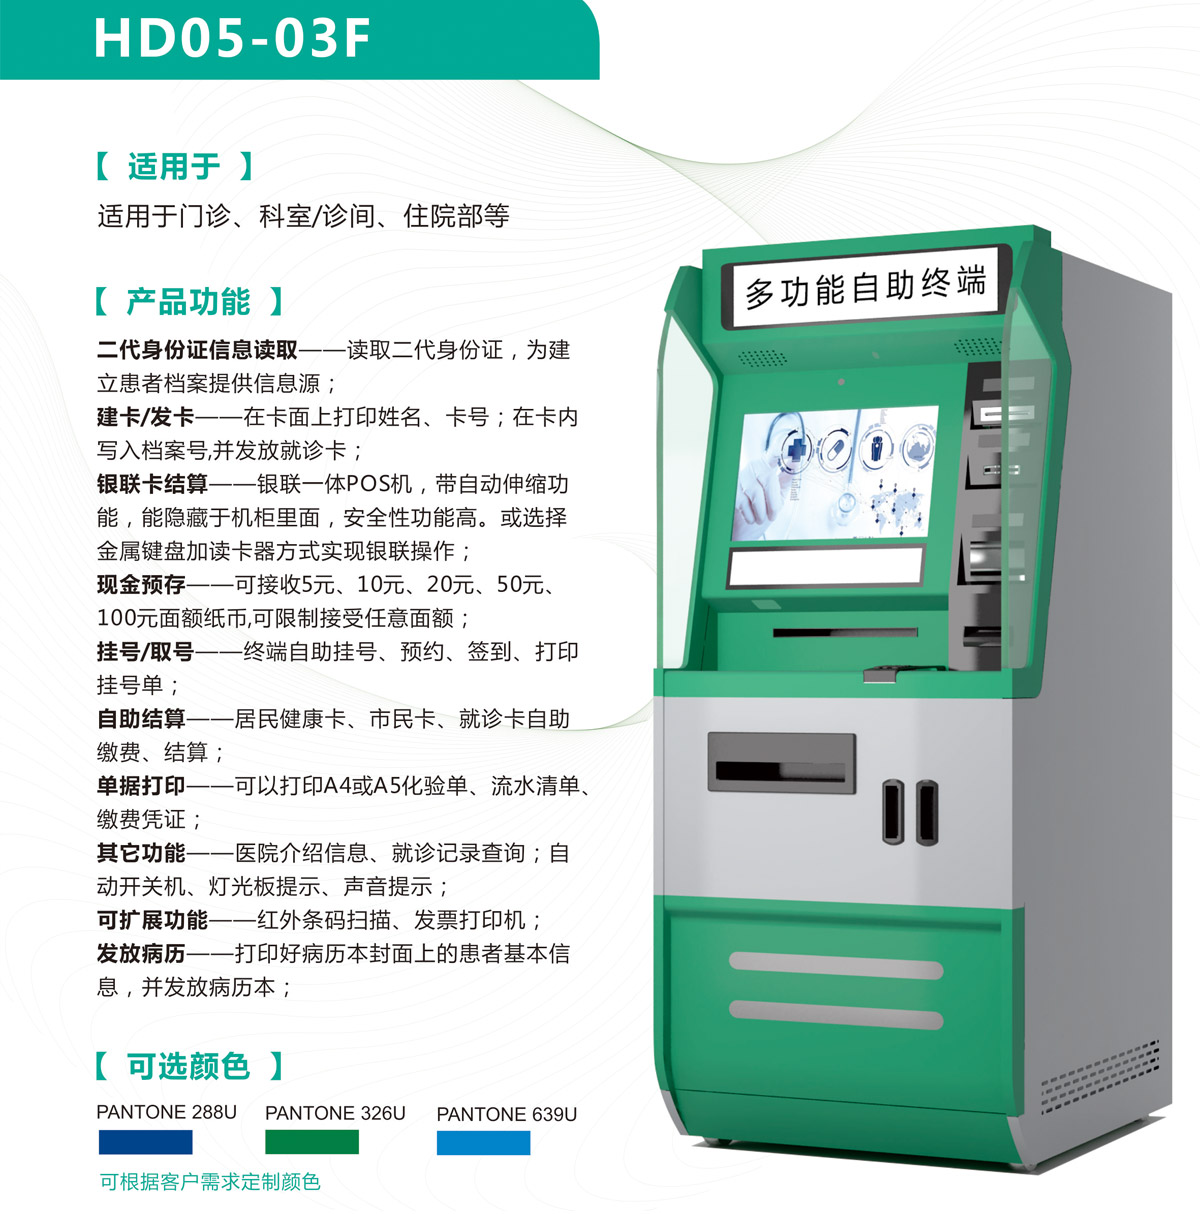 HD05-03F
【 适用于 】
适用于门诊、科室/诊间、住院部等
【 产品功能 】
二代身份证信息读取——读取二代身份证，为建
立患者档案提供信息源；
建卡/发卡——在卡面上打印姓名、卡号；在卡内
写入档案号,并发放就诊卡；
银联卡结算——银联一体POS机，带自动伸缩功
能，能隐藏于机柜里面，安全性功能高。或选择
金属键盘加读卡器方式实现银联操作；
现金预存——可接收5元、10元、20元、50元、
100元面额纸币,可限制接受任意面额；
挂号/取号——终端自助挂号、预约、签到、打印
挂号单；
自助结算——居民健康卡、市民卡、就诊卡自助
缴费、结算；
单据打印——可以打印A4或A5化验单、流水清单、
缴费凭证；
其它功能——医院介绍信息、就诊记录查询；自
动开关机、灯光板提示、声音提示；
可扩展功能——红外条码扫描、发票打印机；
发放病历——打印好病历本封面上的患者基本信
息，并发放病历本；
【 可选颜色 】
PANTONE 288U PANTONE 326U PANTONE 639U
可根据客户需求定制颜色
多功能自助终端